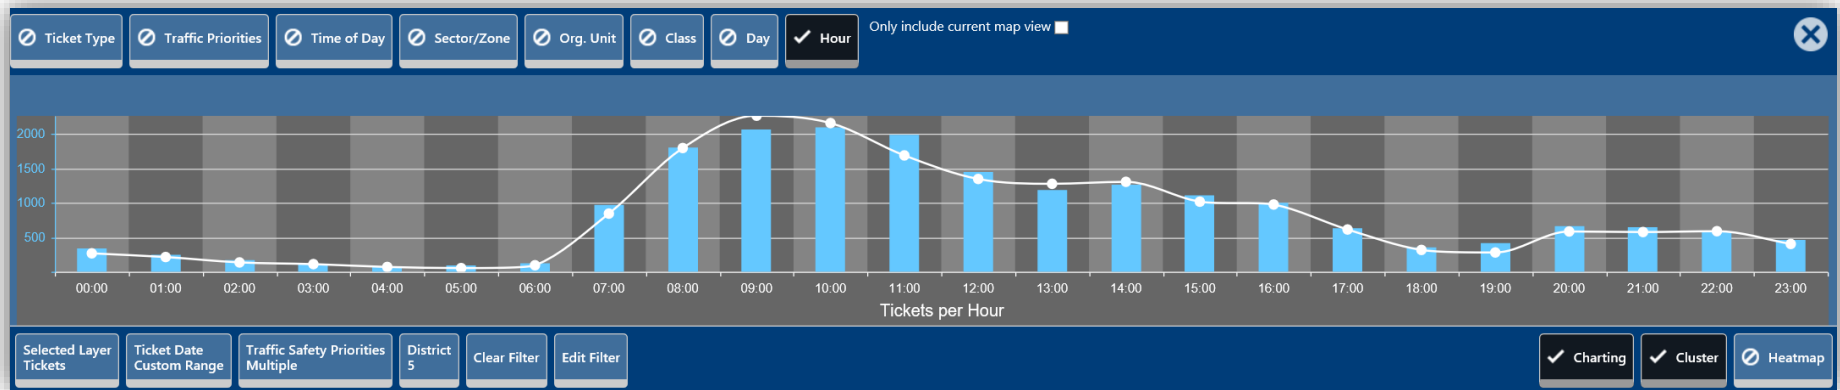 Ticket Type
Traffic Priorities
Time of Day
Sector/Zone
Org. Unit
Class
Day
Hour
Only include current map view
2000
1500
1000
500
00:00 01:00 02:00 03:00 04:00 05:00 06:00 07:00 08:00 09:00 10:00 11:00 12:00 13:00 14:00 15:00 16:00 17:00 18:00 19:00 20:00 21:00 22:00 23:00
Tickets per Hour
Selected Layer
Tickets
Ticket Date
Custom Range
Traffic Safety Priorities
Multiple
District
5
Clear Filter
Edit Filter
Charting
Cluster
Heatmap